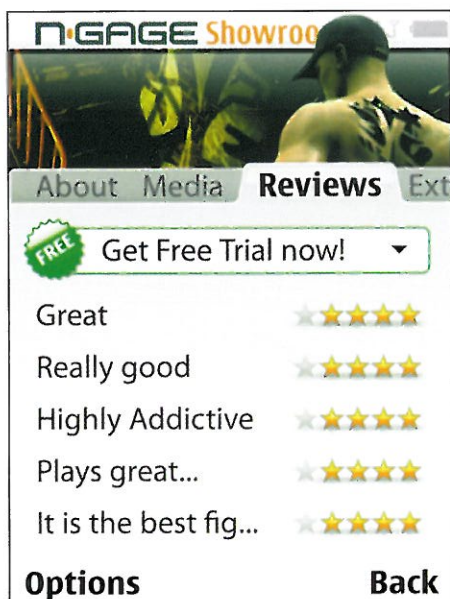 N·GAGE Showroo
About Media Reviews Ext
FREE Get Free Trial now!
Great
Really good
Highly Addictive
Plays great...
It is the best fig...
Options Back